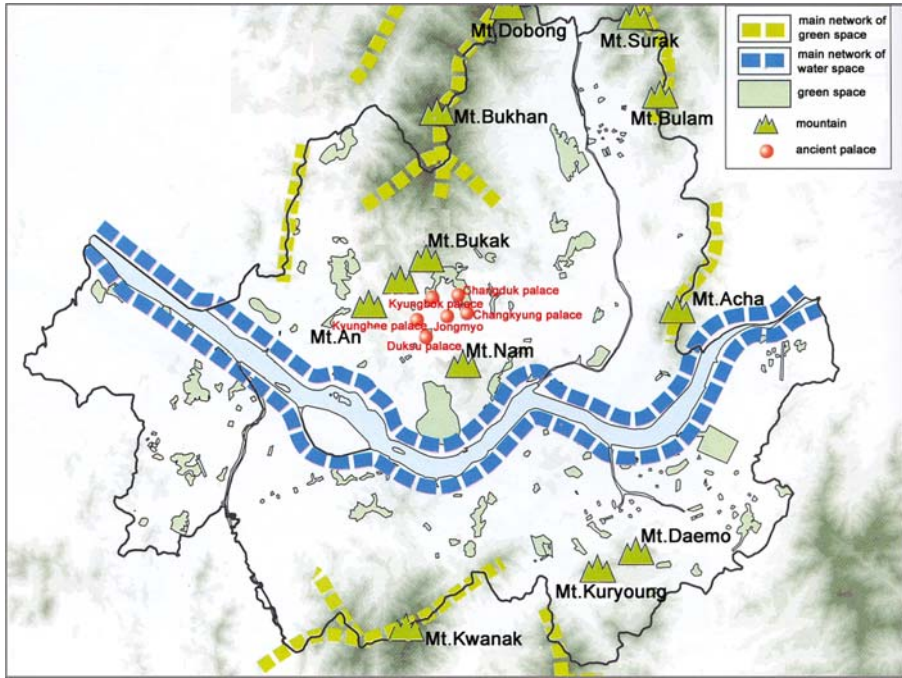 Mt.Dobong
Mt.Surak
main network of
green space
main network of
water space
green space
mountain
ancient palace
Mt.Bukhan
Mt.Bulam
Mt.Bukak
Changduk palace
Kyungbok palace
Mt.Acha
Changkyung palace
Kyunghee palace
Jongmyo
Mt.An
Duksu palace
Mt.Nam
Mt.Daemo
Mt.Kuryoung
Mt.Kwanak